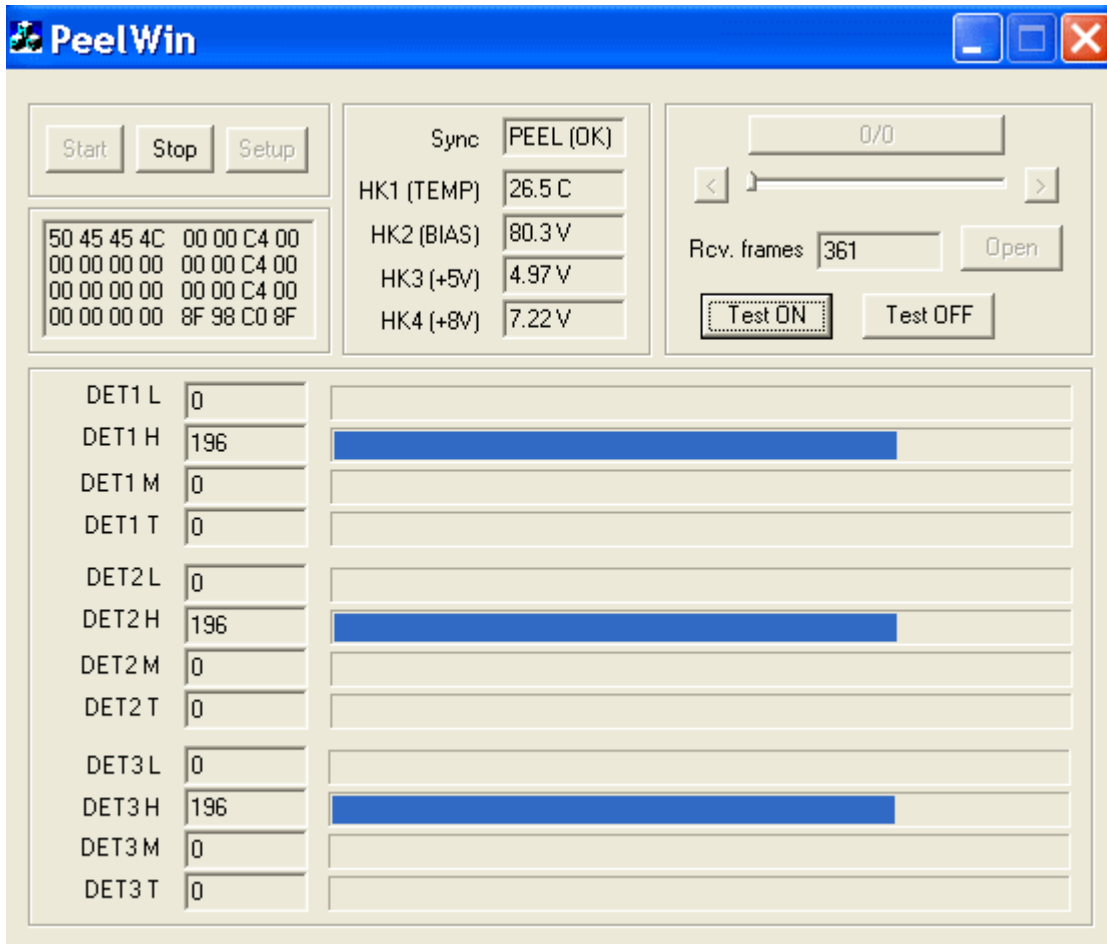 PeelWin
Start Stop Setup
50 45 45 4C 00 00 C4 00
00 00 00 00 00 00 C4 00
00 00 00 00 00 00 C4 00
00 00 00 00 8F 98 C0 8F
Sync PEEL (OK)
HK1 (TEMP) 26.5 C
HK2 (BIAS) 80.3 V
HK3 (+5V) 4.97 V
HK4 (+8V) 7.22 V
0/0
< >
Rcv. frames 361 Open
Test ON Test OFF
DET1 L 0
DET1 H 196
DET1 M 0
DET1 T 0
DET2 L 0
DET2 H 196
DET2 M 0
DET2 T 0
DET3 L 0
DET3 H 196
DET3 M 0
DET3 T 0